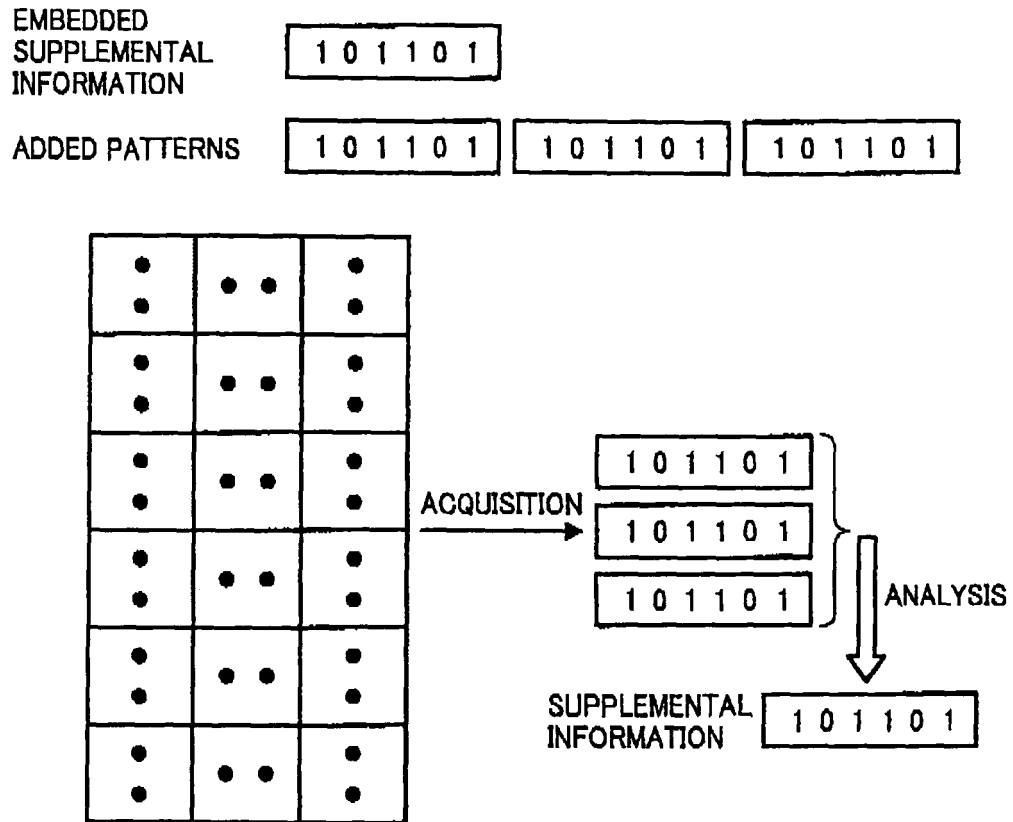 EMBEDDED
SUPPLEMENTAL
INFORMATION
1 0 1 1 0 1
ADDED PATTERNS
1 0 1 1 0 1
1 0 1 1 0 1
1 0 1 1 0 1
ACQUISITION
1 0 1 1 0 1
1 0 1 1 0 1
1 0 1 1 0 1
ANALYSIS
SUPPLEMENTAL
INFORMATION
1 0 1 1 0 1